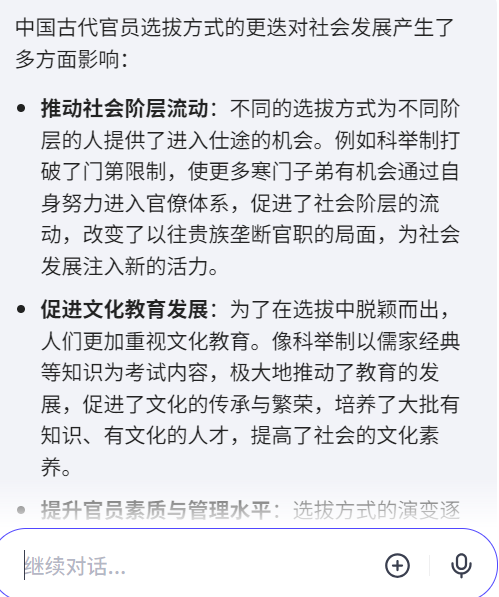 中国古代官员选拔方式的更迭对社会发展产生了
多方面影响：
• 推动社会阶层流动：不同的选拔方式为不同阶
层的人提供了进入仕途的机会。例如科举制打
破了门第限制，使更多寒门子弟有机会通过自
身努力进入官僚体系，促进了社会阶层的流
动，改变了以往贵族垄断官职的局面，为社会
发展注入新的活力。
• 促进文化教育发展：为了在选拔中脱颖而出，
人们更加重视文化教育。像科举制以儒家经典
等知识为考试内容，极大地推动了教育的发
展，促进了文化的传承与繁荣，培养了大批有
知识、有文化的人才，提高了社会的文化素
养。
• 提升官员素质与管理水平：选拔方式的演变逐
继续对话...